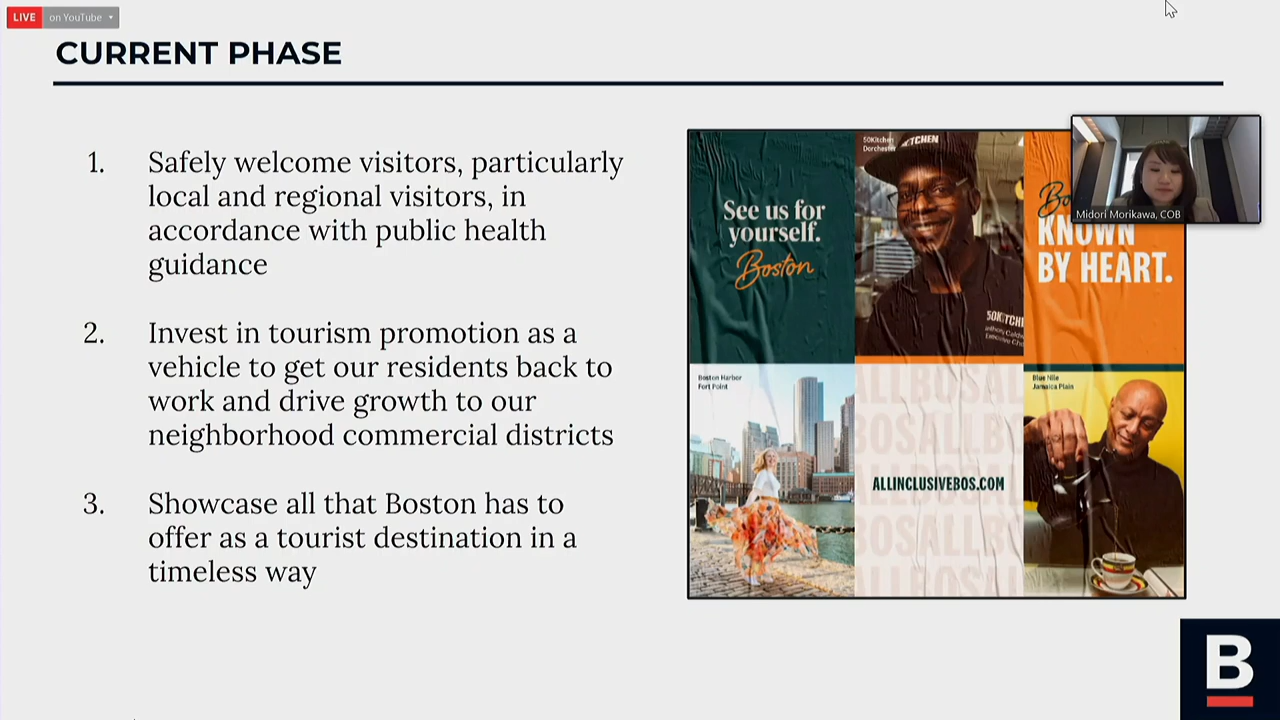 LIVE on YouTube
CURRENT PHASE
1. Safely welcome visitors, particularly
local and regional visitors, in
accordance with public health
guidance
2. Invest in tourism promotion as a
vehicle to get our residents back to
work and drive growth to our
neighborhood commercial districts
3. Showcase all that Boston has to
offer as a tourist destination in a
timeless way
See us for
yourself.
Boston
50Kitchen
Dorchester
KNOWN
BY HEART.
Midori Morikawa, COB
Boston Harbor
Fort Point
ALLINCLUSIVEBOS.COM
Blue Nile
Jamaica Plain
B